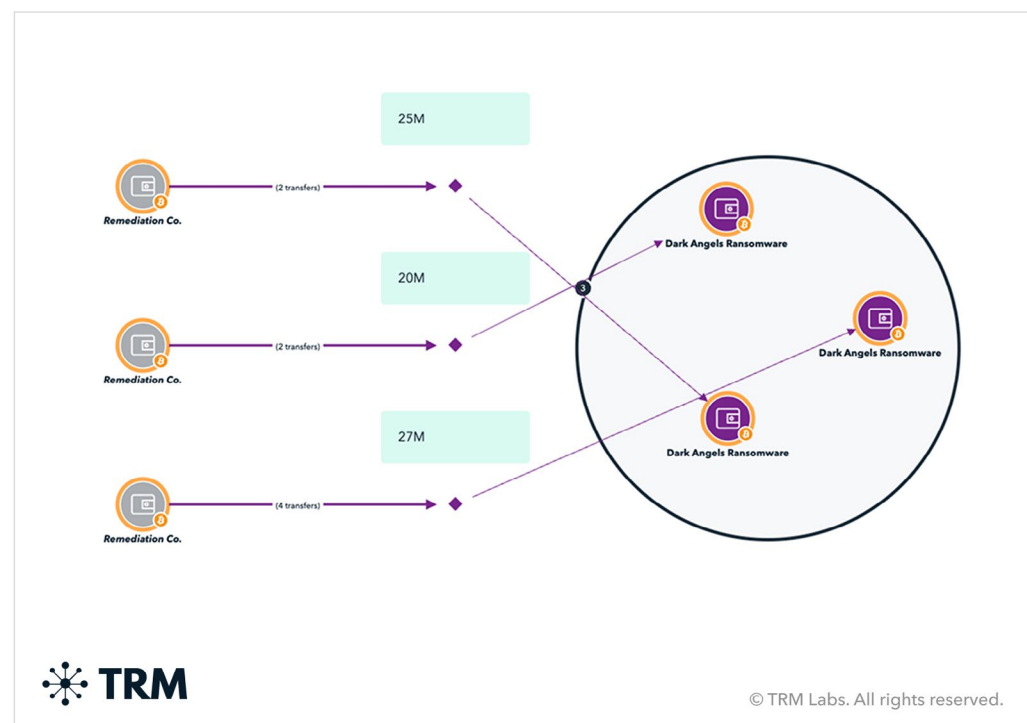 25M
(2 transfers)
Remediation Co.
Dark Angels Ransomware
20M
3
(2 transfers)
Remediation Co.
Dark Angels Ransomware
27M
Dark Angels Ransomware
(4 transfers)
Remediation Co.
TRM
© TRM Labs. All rights reserved.